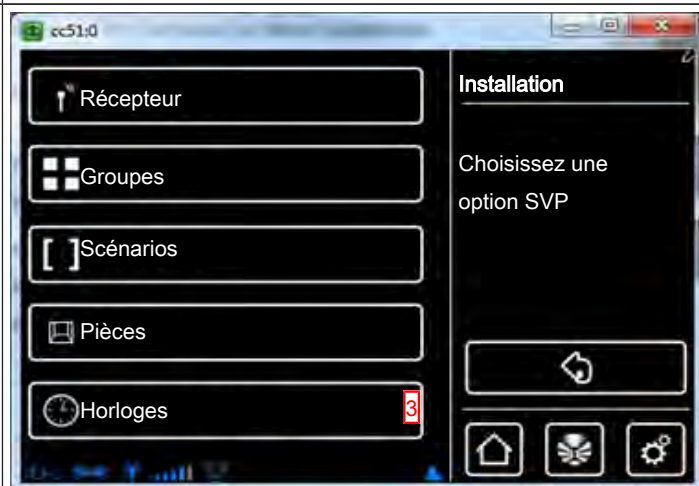 cc51:0
Récepteur
Groupes
[ ]Scénarios
Pièces
Horloges 3
Installation
Choisissez une
option SVP